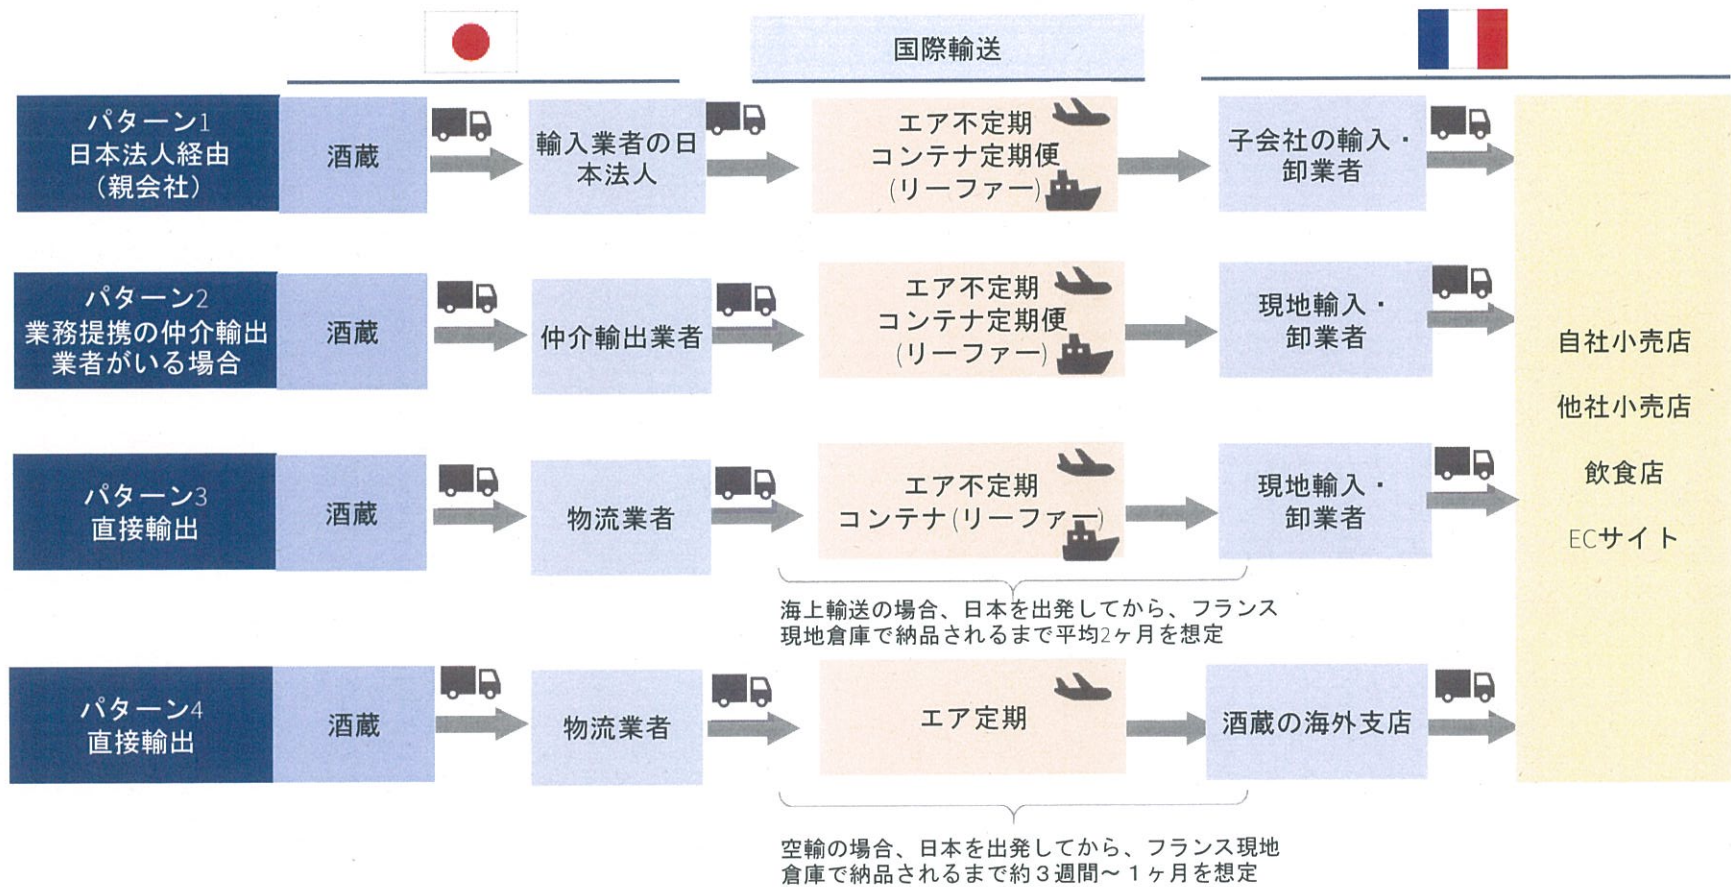 国際輸送
パターン1
日本法人経由
(親会社)
酒蔵
輸入業者の日
本法人
エア不定期
コンテナ定期便
(リーファー)
子会社の輸入・
卸業者
パターン2
業務提携の仲介輸出
業者がいる場合
酒蔵
仲介輸出業者
エア不定期
コンテナ定期便
(リーファー)
現地輸入・
卸業者
パターン3
直接輸出
酒蔵
物流業者
エア不定期
コンテナ(リーファー)
現地輸入・
卸業者
海上輸送の場合、日本を出発してから、フランス
現地倉庫で納品されるまで平均2ヶ月を想定
パターン4
直接輸出
酒蔵
物流業者
エア定期
酒蔵の海外支店
空輸の場合、日本を出発してから、フランス現地
倉庫で納品されるまで約３週間～１ヶ月を想定
自社小売店
他社小売店
飲食店
ECサイト